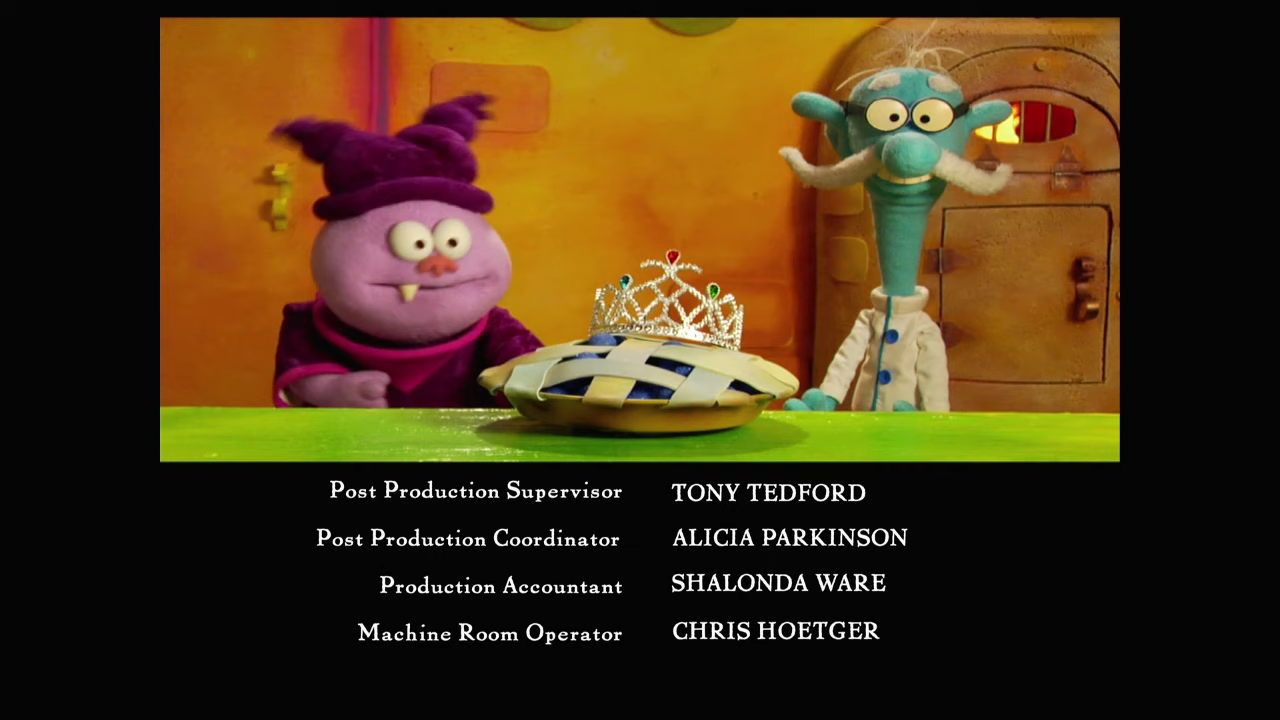 Post Production Supervisor TONY TEDFORD
Post Production Coordinator ALICIA PARKINSON
Production Accountant SHALONDA WARE
Machine Room Operator CHRIS HOETGER